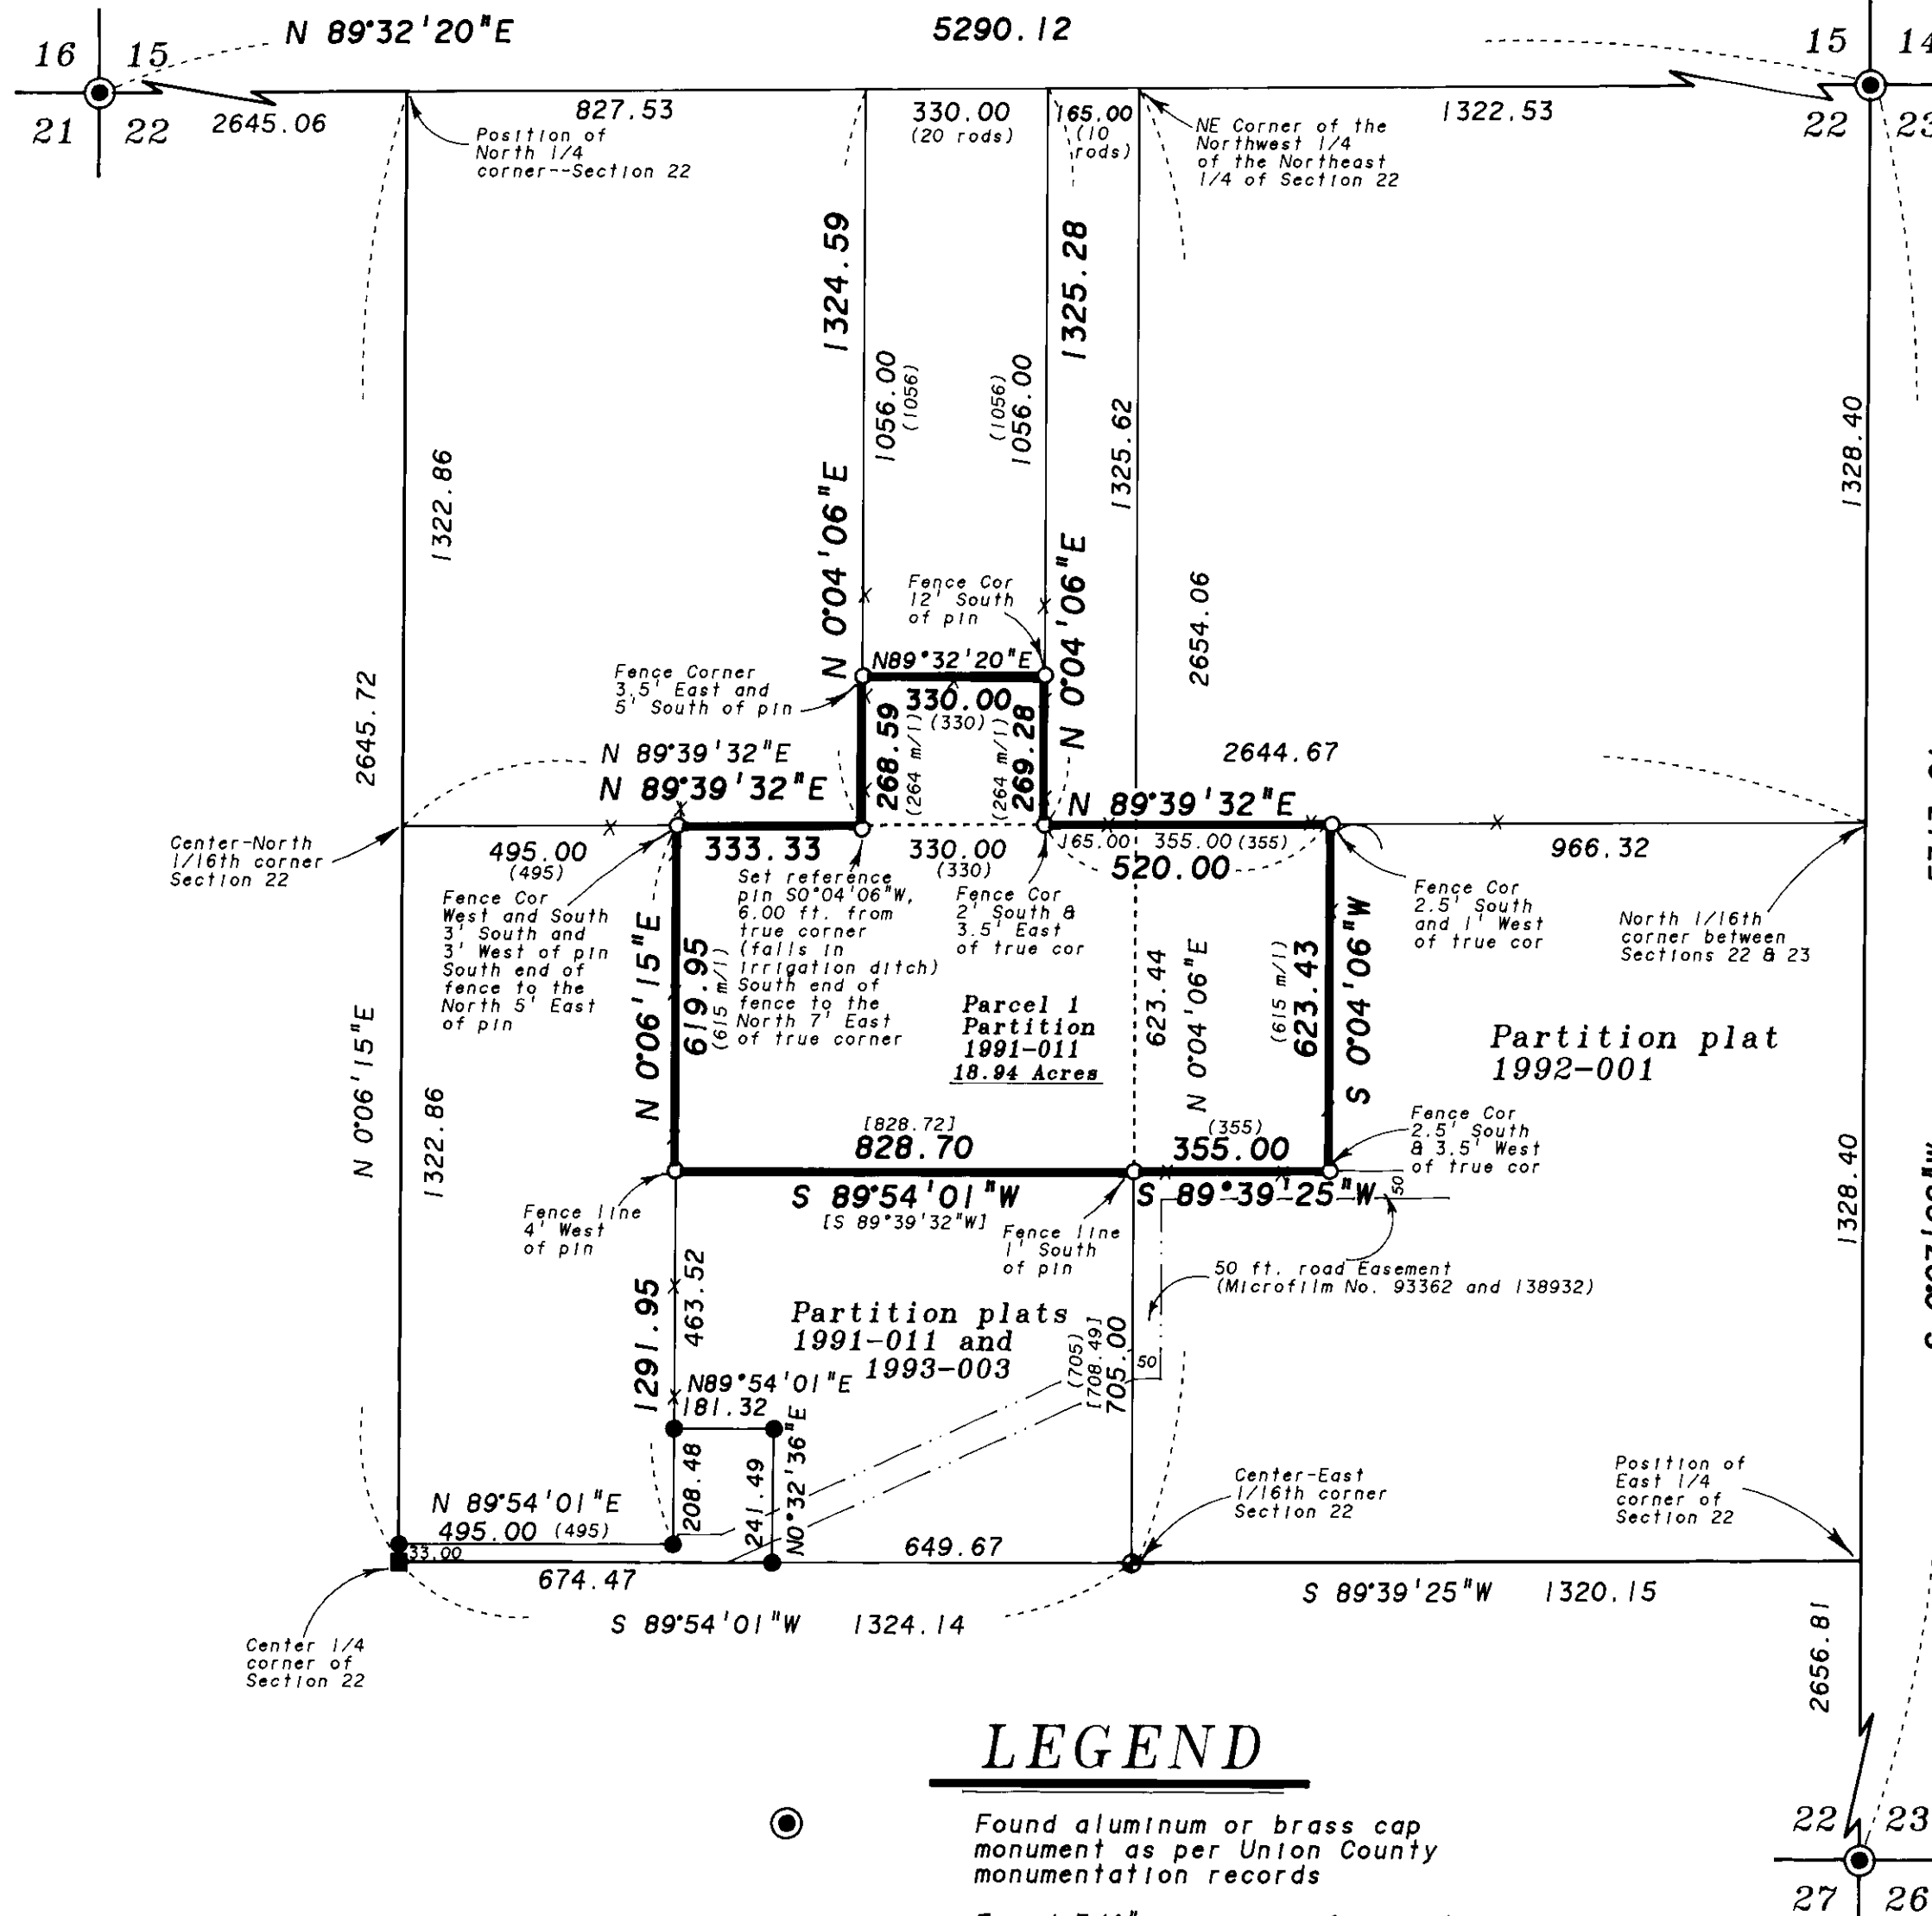 N 89°32'20"E
5290.12
16 15
21 22
15 14
22 23
2645.06
827.53
330.00
(20 rods)
165.00
(10
rods)
1322.53
Position of
North 1/4
corner--Section 22
NE Corner of the
Northwest 1/4
of the Northeast
1/4 of Section 22
1324.59
1325.28
1056.00
(1056)
(1056)
1056.00
1325.62
1322.86
1328.40
N 0°04'06"E
N 0°04'06"E
Fence Cor
12' South
of pin
2654.06
Fence Corner
3.5' East and
5' South of pin
N89°32'20"E
330.00
(330)
268.59
(264 m/l)
(264 m/l)
269.28
2645.72
N 89°39'32"E
N 89°39'32"E
N 89°39'32"E
2644.67
Center-North
1/16th corner
Section 22
495.00
(495)
333.33
330.00
(330)
165.00
355.00 (355)
520.00
966.32
Fence Cor
West and South
3' South and
3' West of pin
South end of
fence to the
North 5' East
of pin
Set reference
pin S0°04'06"W,
6.00 ft. from
true corner
(falls in
irrigation ditch)
South end of
fence to the
North 7' East
of true corner
Fence Cor
2' South &
3.5' East
of true cor
Fence Cor
2.5' South
and 1' West
of true cor
North 1/16th
corner between
Sections 22 & 23
N 0°06'15"E
619.95
(615 m/l)
623.44
N 0°04'06"E
(615 m/l)
623.43
S 0°04'06"W
Parcel 1
Partition
1991-011
18.94 Acres
Partition plat
1992-001
N 0°06'15"E
1322.86
[828.72]
828.70
(355)
355.00
S 89°54'01"W
[S 89°39'32"W]
S 89°39'25"W
50
Fence Cor
2.5' South
& 3.5' West
of true cor
1328.40
Fence line
4' West
of pin
Fence line
1' South
of pin
50 ft. road Easement
(Microfilm No. 93362 and 138932)
1291.95
463.52
Partition plats
1991-011 and
1993-003
(705)
[708.49]
705.00
50
N89°54'01"E
181.32
208.48
241.49
N0°32'36"E
N 89°54'01"E
495.00 (495)
33.00
674.47
649.67
Center-East
1/16th corner
Section 22
Position of
East 1/4
corner of
Section 22
S 89°54'01"W 1324.14
S 89°39'25"W 1320.15
Center 1/4
corner of
Section 22
2656.81
LEGEND
Found aluminum or brass cap
monument as per Union County
monumentation records
22 23
27 26